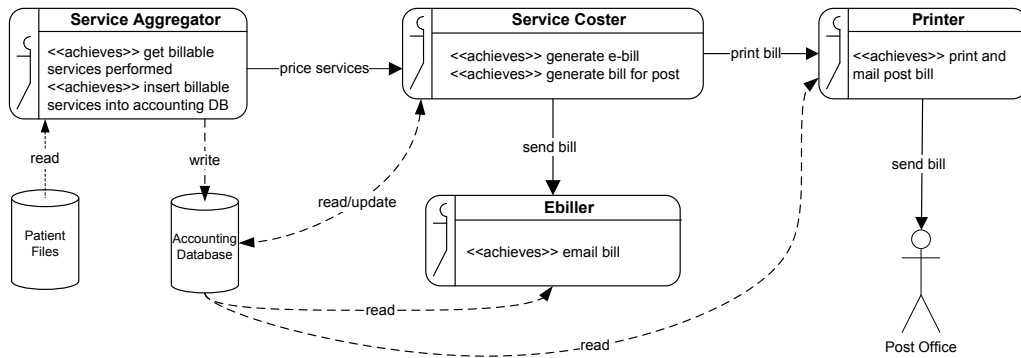 Service Aggregator
<<achieves>> get billable
services performed
<<achieves>> insert billable
services into accounting DB
price services
Service Coster
<<achieves>> generate e-bill
<<achieves>> generate bill for post
print bill
Printer
<<achieves>> print and
mail post bill
read
write
read/update
send bill
send bill
Patient
Files
Accounting
Database
Ebiller
<<achieves>> email bill
read
read
Post Office